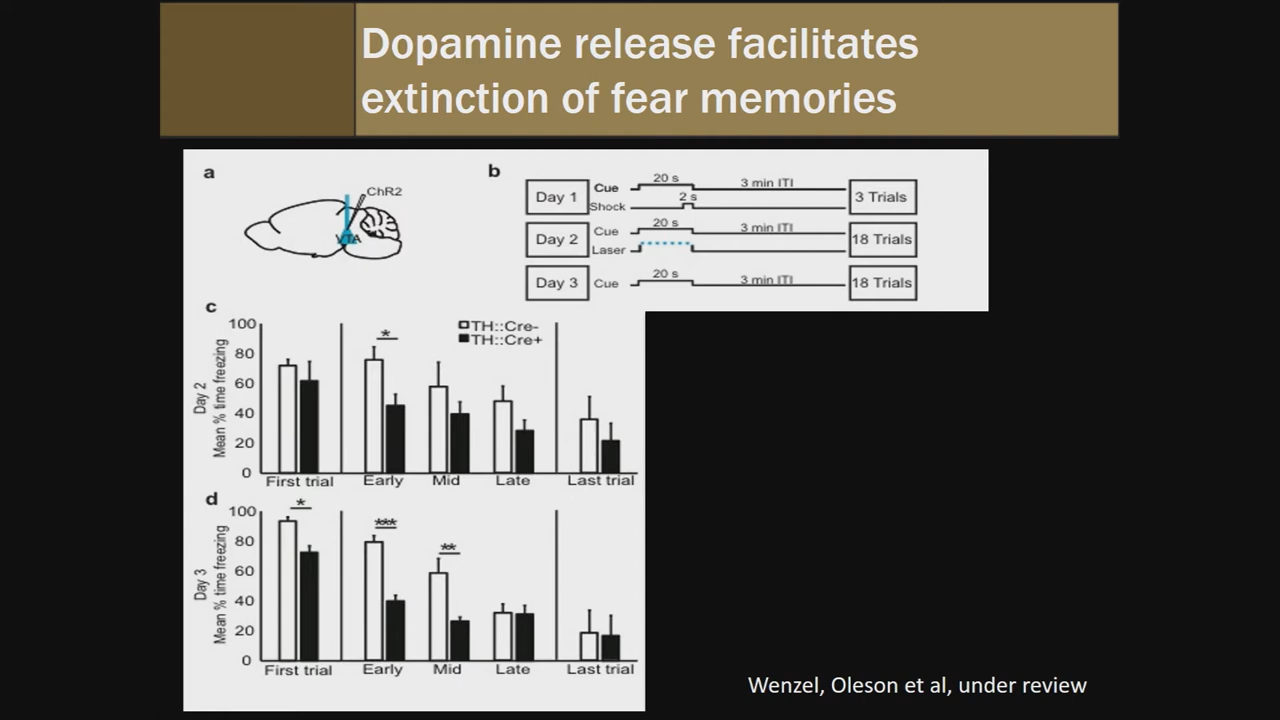 Dopamine release facilitates
extinction of fear memories
a
ChR2
VTA
b
Day 1
Cue
20 s
3 min ITI
Shock
2 s
3 Trials
Day 2
Cue
20 s
3 min ITI
Laser
18 Trials
Day 3
Cue
20 s
3 min ITI
18 Trials
c
TH::Cre-
TH::Cre+
Day 2
Mean % time freezing
100
80
60
40
20
0
*
First trial
Early
Mid
Late
Last trial
d
Day 3
Mean % time freezing
100
80
60
40
20
0
*
***
**
First trial
Early
Mid
Late
Last trial
Wenzel, Oleson et al, under review